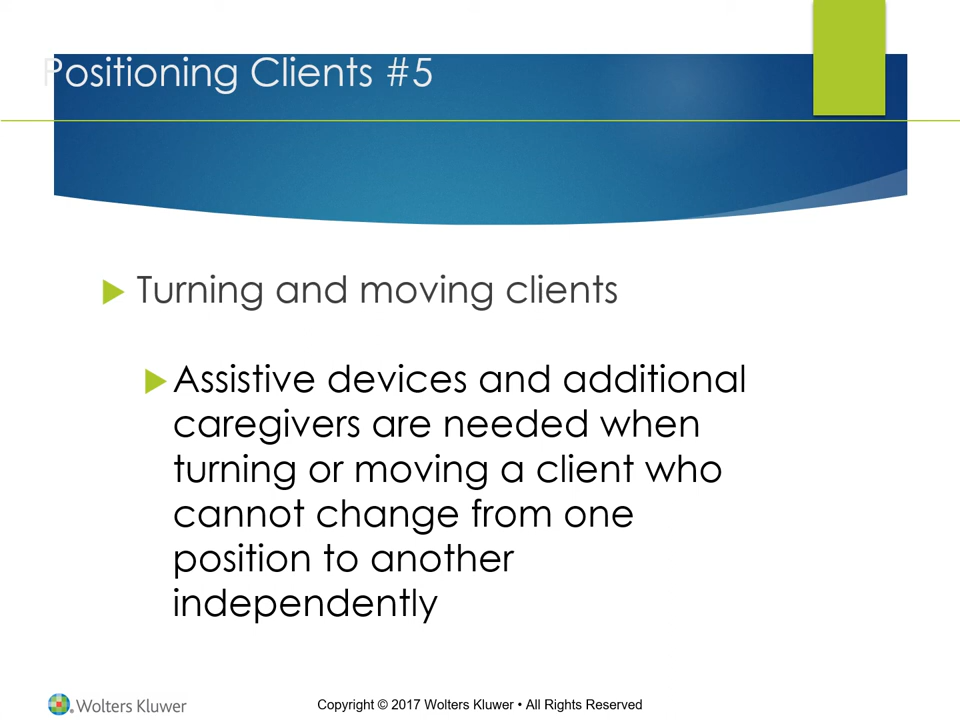 Positioning Clients #5
Turning and moving clients
Assistive devices and additional
caregivers are needed when
turning or moving a client who
cannot change from one
position to another
independently
Wolters Kluwer
Copyright © 2017 Wolters Kluwer • All Rights Reserved